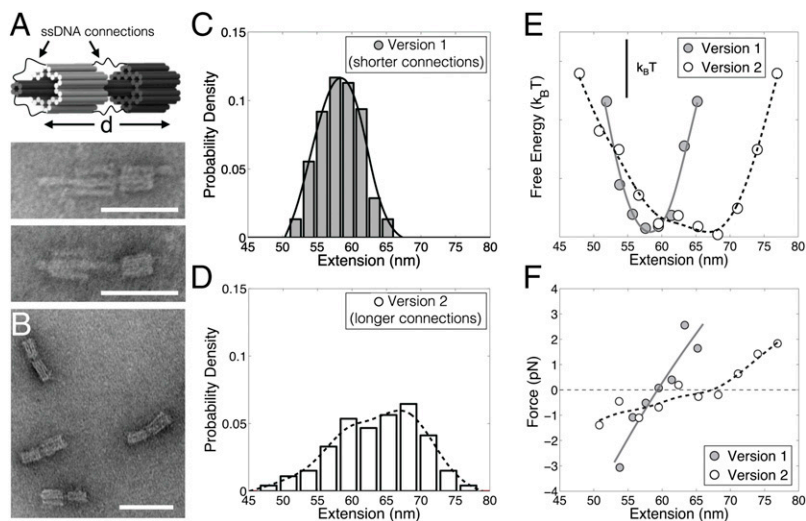 A
ssDNA connections
d
B
C
Probability Density
0.15
0.1
0.05
0
45 50 55 60 65 70 75 80
Extension (nm)
Version 1
(shorter connections)
D
Probability Density
0.15
0.1
0.05
0
45 50 55 60 65 70 75 80
Extension (nm)
Version 2
(longer connections)
E
Free Energy (kBT)
kBT
Version 1
Version 2
45 50 55 60 65 70 75 80
Extension (nm)
F
Force (pN)
4
3
2
1
0
−1
−2
−3
−4
45 50 55 60 65 70 75 80
Extension (nm)
Version 1
Version 2